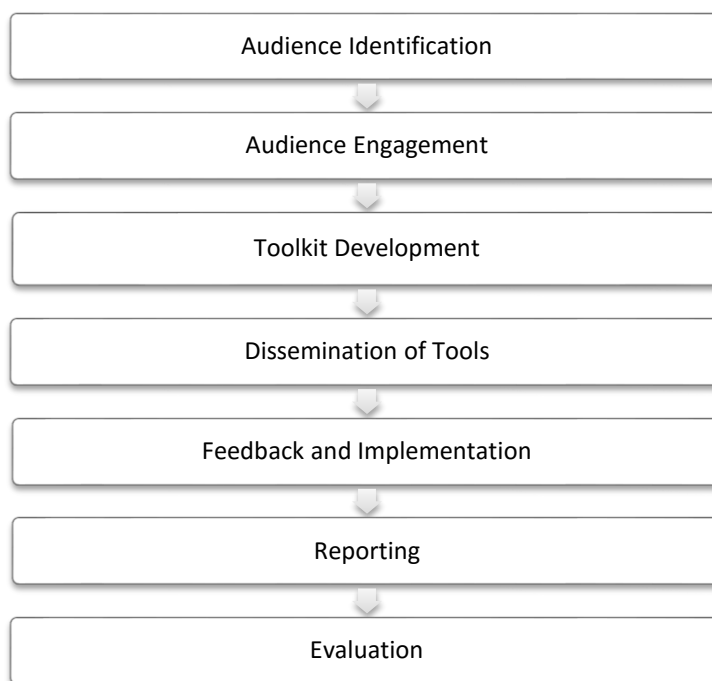 Audience Identification
Audience Engagement
Toolkit Development
Dissemination of Tools
Feedback and Implementation
Reporting
Evaluation